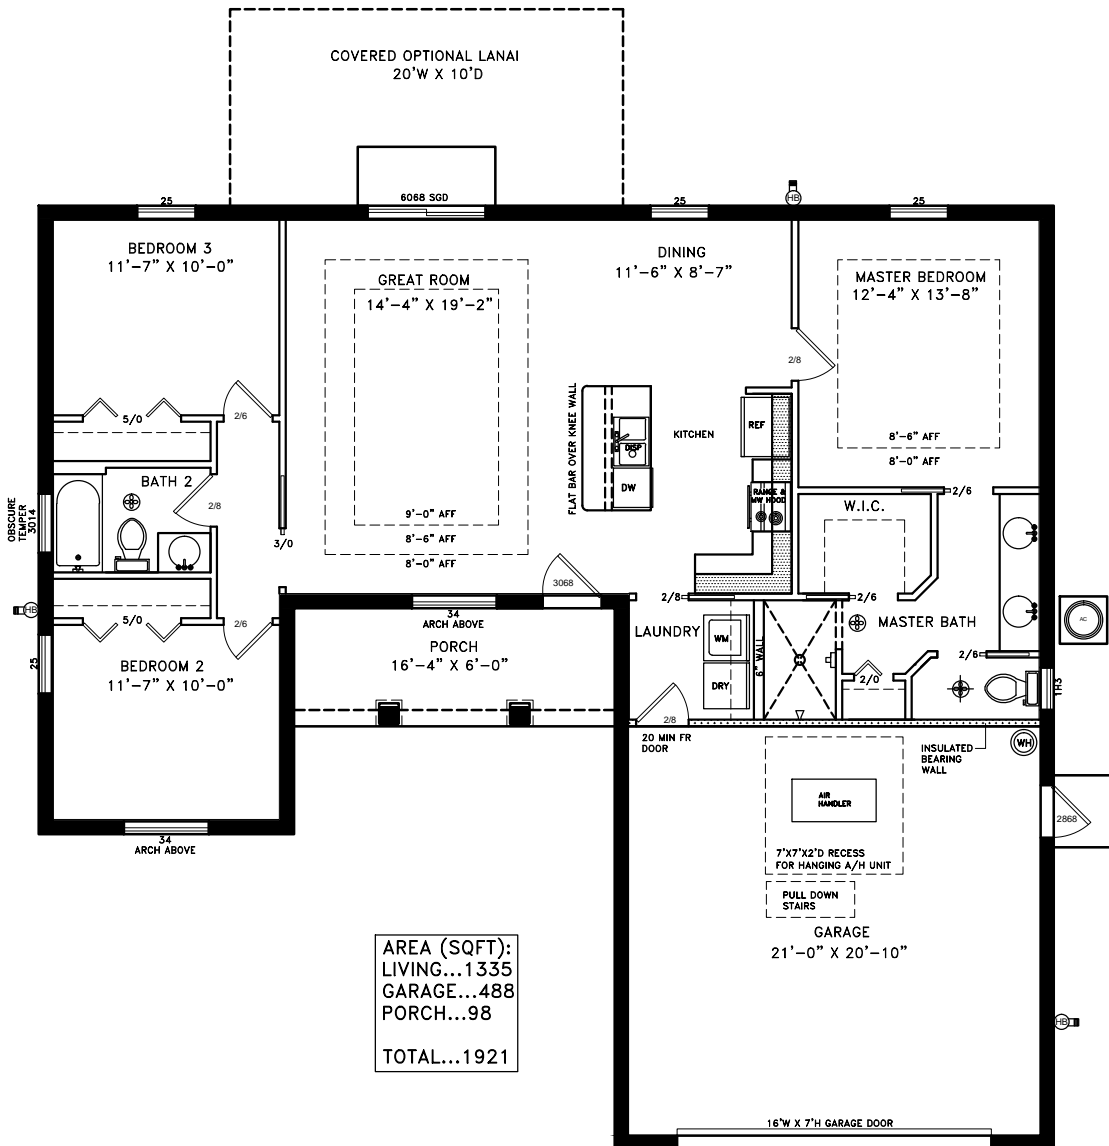 COVERED OPTIONAL LANAI
20'W X 10'D
25
6068 SGD
25
HB
25
BEDROOM 3
11'-7" X 10'-0"
GREAT ROOM
14'-4" X 19'-2"
DINING
11'-6" X 8'-7"
MASTER BEDROOM
12'-4" X 13'-8"
2/8
5/0
2/6
FLAT BAR OVER KNEE WALL
KITCHEN
REF
DISP
DW
RANGE &
MW HOOD
8'-6" AFF
8'-0" AFF
2/6
BATH 2
2/8
OBSCURE
TEMPER
3014
9'-0" AFF
8'-6" AFF
8'-0" AFF
3/0
W.I.C.
3068
2/8
2/6
HB
5/0
2/6
34
ARCH ABOVE
PORCH
16'-4" X 6'-0"
LAUNDRY
WM
DRY
6" WALL
MASTER BATH
AC
2/6
2/0
1H3
25
BEDROOM 2
11'-7" X 10'-0"
2/8
20 MIN FR
DOOR
INSULATED
BEARING
WALL
WH
AIR
HANDLER
2868
7'X7'X2'D RECESS
FOR HANGING A/H UNIT
PULL DOWN
STAIRS
34
ARCH ABOVE
GARAGE
21'-0" X 20'-10"
AREA (SQFT):
LIVING...1335
GARAGE...488
PORCH...98
TOTAL...1921
HB
16'W X 7'H GARAGE DOOR